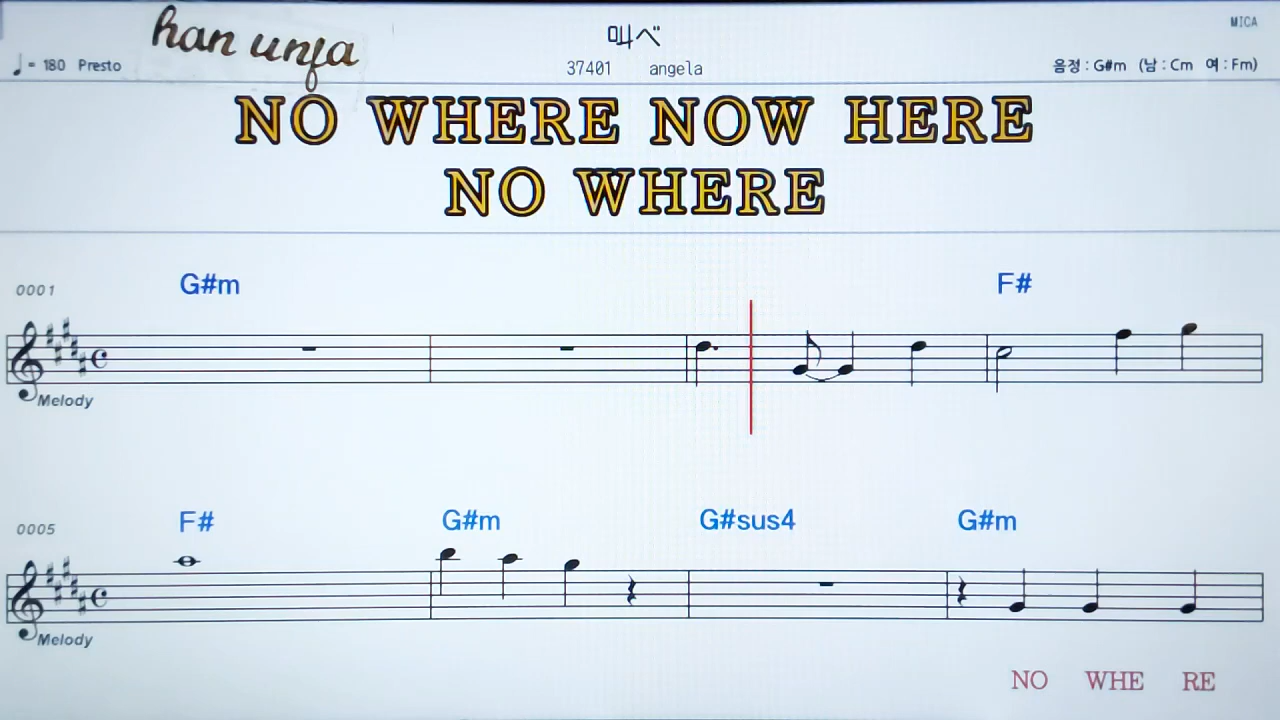 han unja
MICA
叫べ
♩= 180 Presto
37401 angela
음정 : G#m (남 : Cm 여 : Fm)
NO WHERE NOW HERE
NO WHERE
0001 G#m F#
Melody
0005 F# G#m G#sus4 G#m
Melody
NO WHE RE